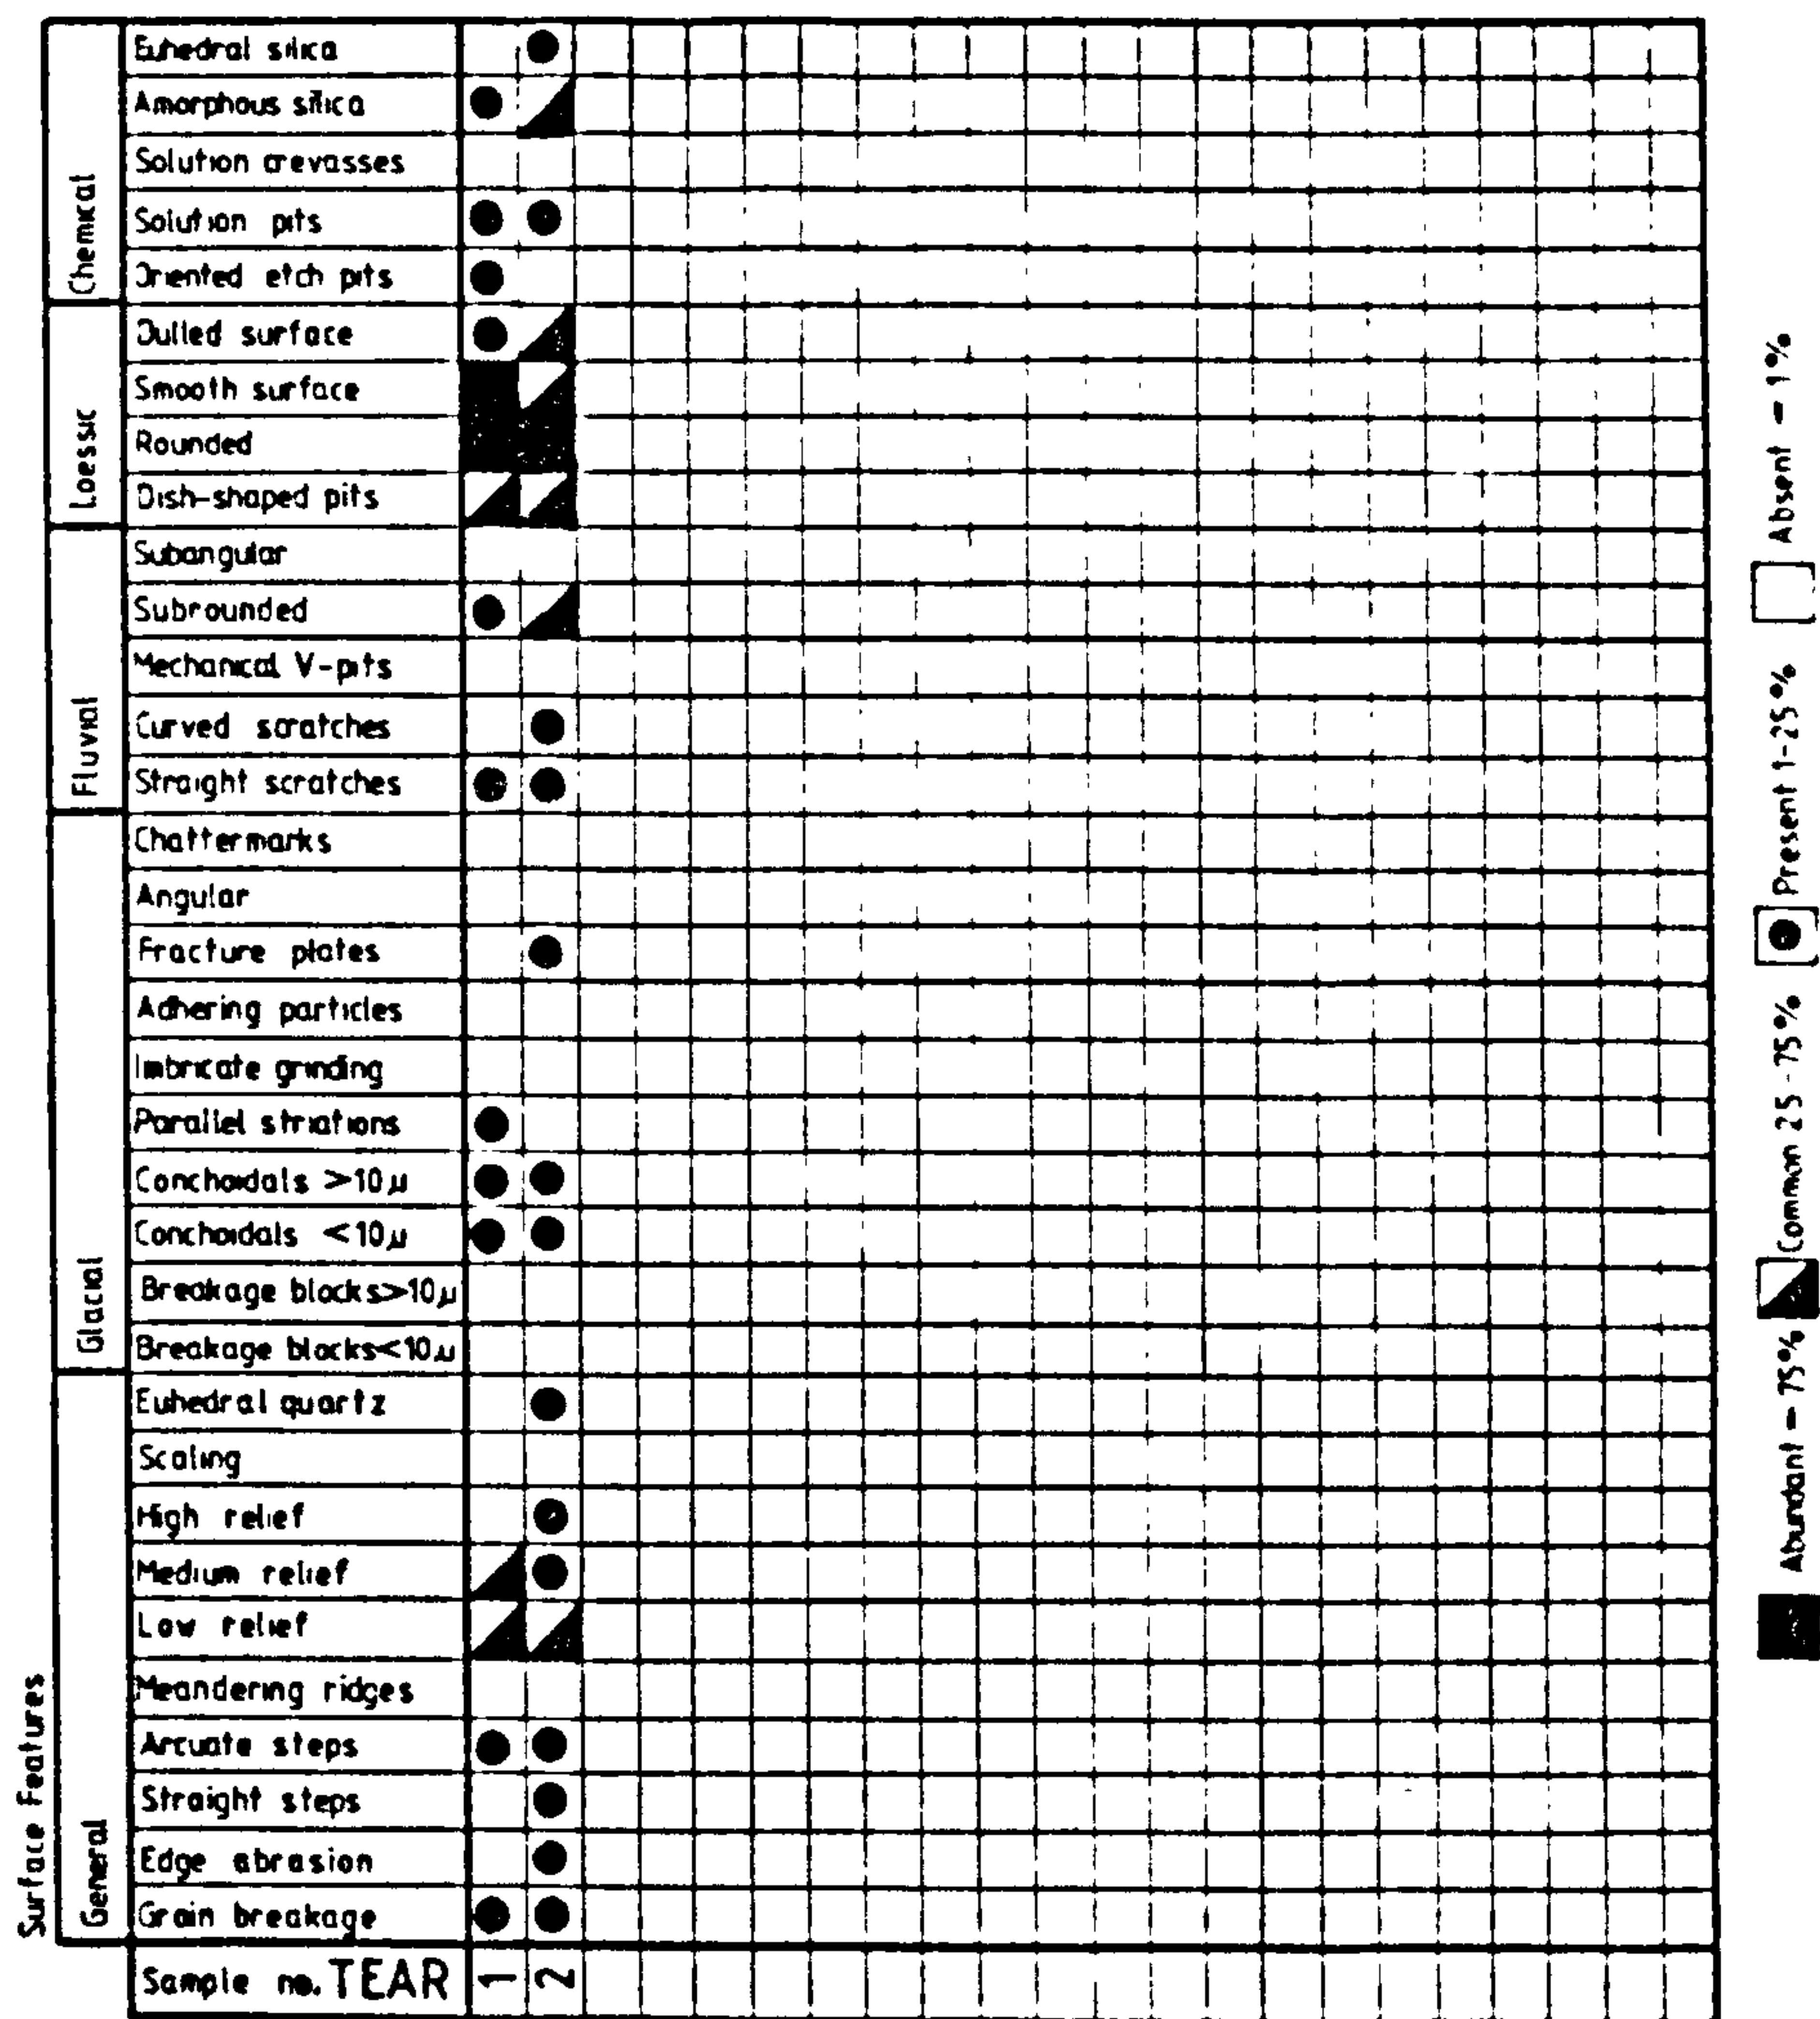 Surface Features
Chemical
Euhedral silica
Amorphous silica
Solution crevasses
Solution pits
Oriented etch pits
Loessic
Dulled surface
Smooth surface
Rounded
Dish-shaped pits
Fluvial
Subangular
Subrounded
Mechanical V-pits
Curved scratches
Straight scratches
Glacial
Chattermarks
Angular
Fracture plates
Adhering particles
Imbricate grinding
Parallel striations
Conchoidals >10µ
Conchoidals <10µ
Breakage blocks>10µ
Breakage blocks<10µ
General
Euhedral quartz
Scaling
High relief
Medium relief
Low relief
Meandering ridges
Arcuate steps
Straight steps
Edge abrasion
Grain breakage
Sample no. TEAR 1 2
Abundant - 75% Common 25-75% Present 1-25% Absent - 1%